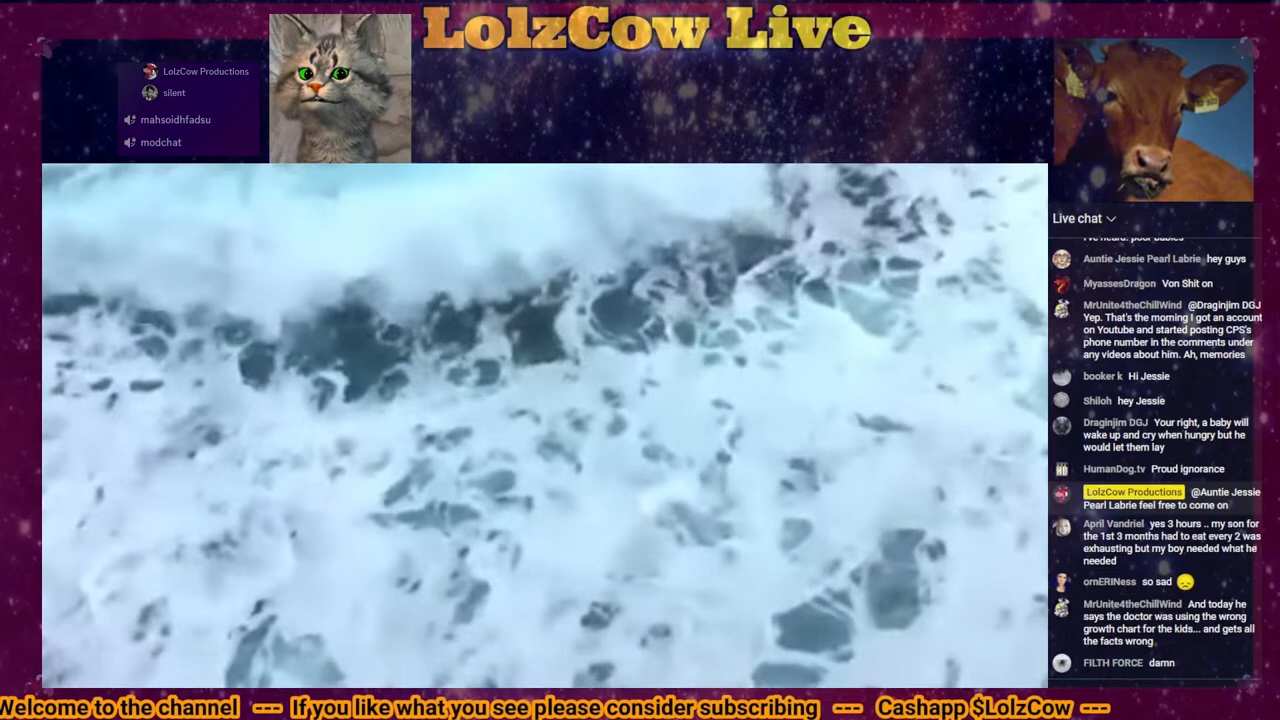 LolzCow Live
LolzCow Productions
silent
mahsoidhfadsu
modchat
Live chat
I've heard. poor babies
Auntie Jessie Pearl Labrie hey guys
MyassesDragon Von Shit on
MrUnite4theChillWind @Draginjim DGJ
Yep. That's the morning I got an account
on Youtube and started posting CPS's
phone number in the comments under
any videos about him. Ah, memories
booker k Hi Jessie
Shiloh hey Jessie
Draginjim DGJ Your right, a baby will
wake up and cry when hungry but he
would let them lay
HumanDog.tv Proud ignorance
LolzCow Productions @Auntie Jessie
Pearl Labrie feel free to come on
April Vandriel yes 3 hours .. my son for
the 1st 3 months had to eat every 2 was
exhausting but my boy needed what he
needed
omERINess so sad
MrUnite4theChillWind And today he
says the doctor was using the wrong
growth chart for the kids... and gets all
the facts wrong
FILTH FORCE damn
Welcome to the channel --- If you like what you see please consider subscribing --- Cashapp $LolzCow ---